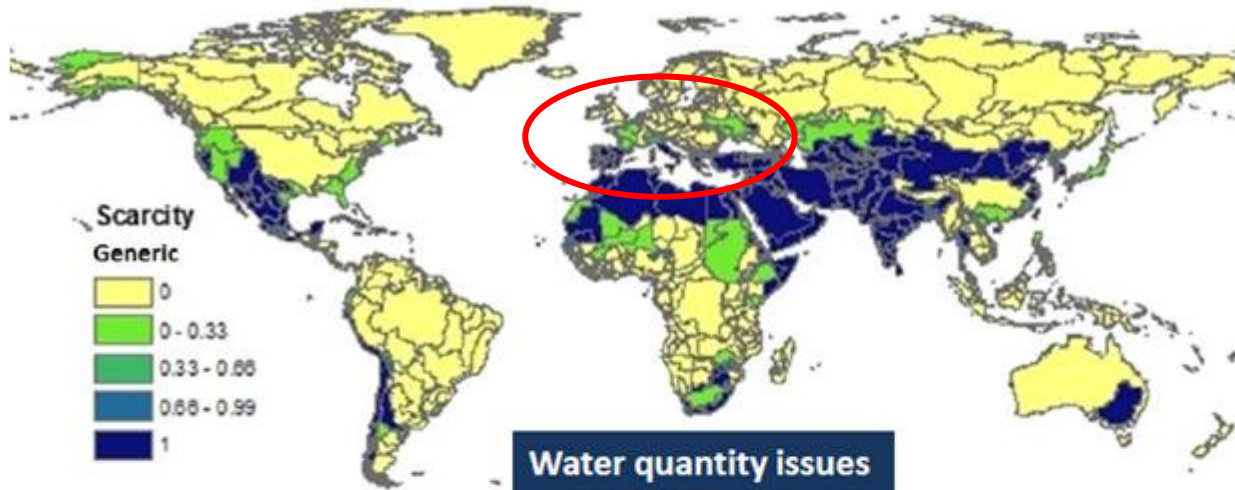 Scarcity
Generic
0
0 - 0.33
0.33 - 0.66
0.66 - 0.99
1
Water quantity issues